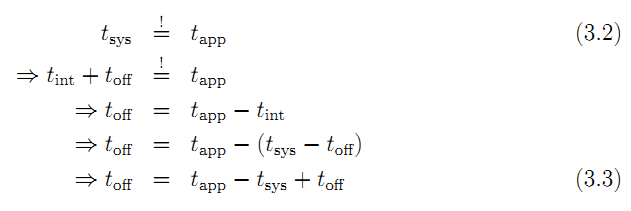 t_sys =^! t_app (3.2)
⇒ t_int + t_off =^! t_app
⇒ t_off = t_app − t_int
⇒ t_off = t_app − (t_sys − t_off)
⇒ t_off = t_app − t_sys + t_off (3.3)